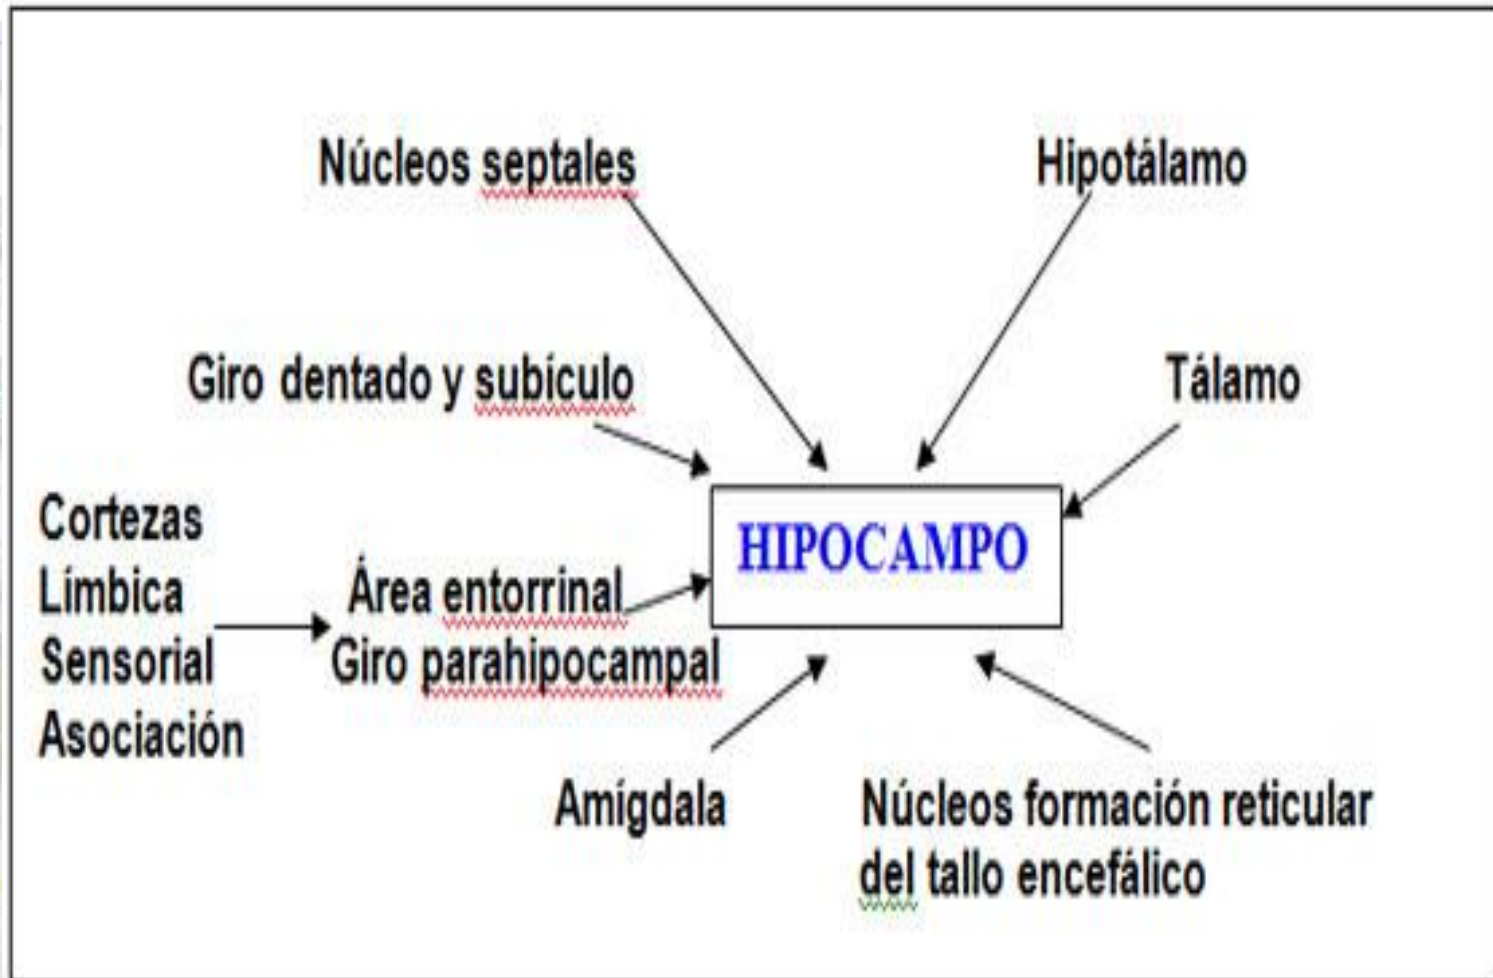 Núcleos septales
Hipotálamo
Giro dentado y subículo
Tálamo
Cortezas
Límbica
Sensorial
Asociación
Área entorrinal
Giro parahipocampal
HIPOCAMPO
Amígdala
Núcleos formación reticular
del tallo encefálico